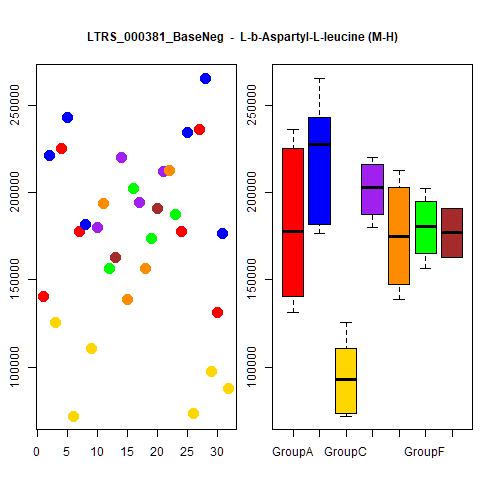 LTRS_000381_BaseNeg - L-b-Aspartyl-L-leucine (M-H)
250000
200000
150000
100000
0 5 10 15 20 25 30
250000
200000
150000
100000
GroupA GroupC GroupF